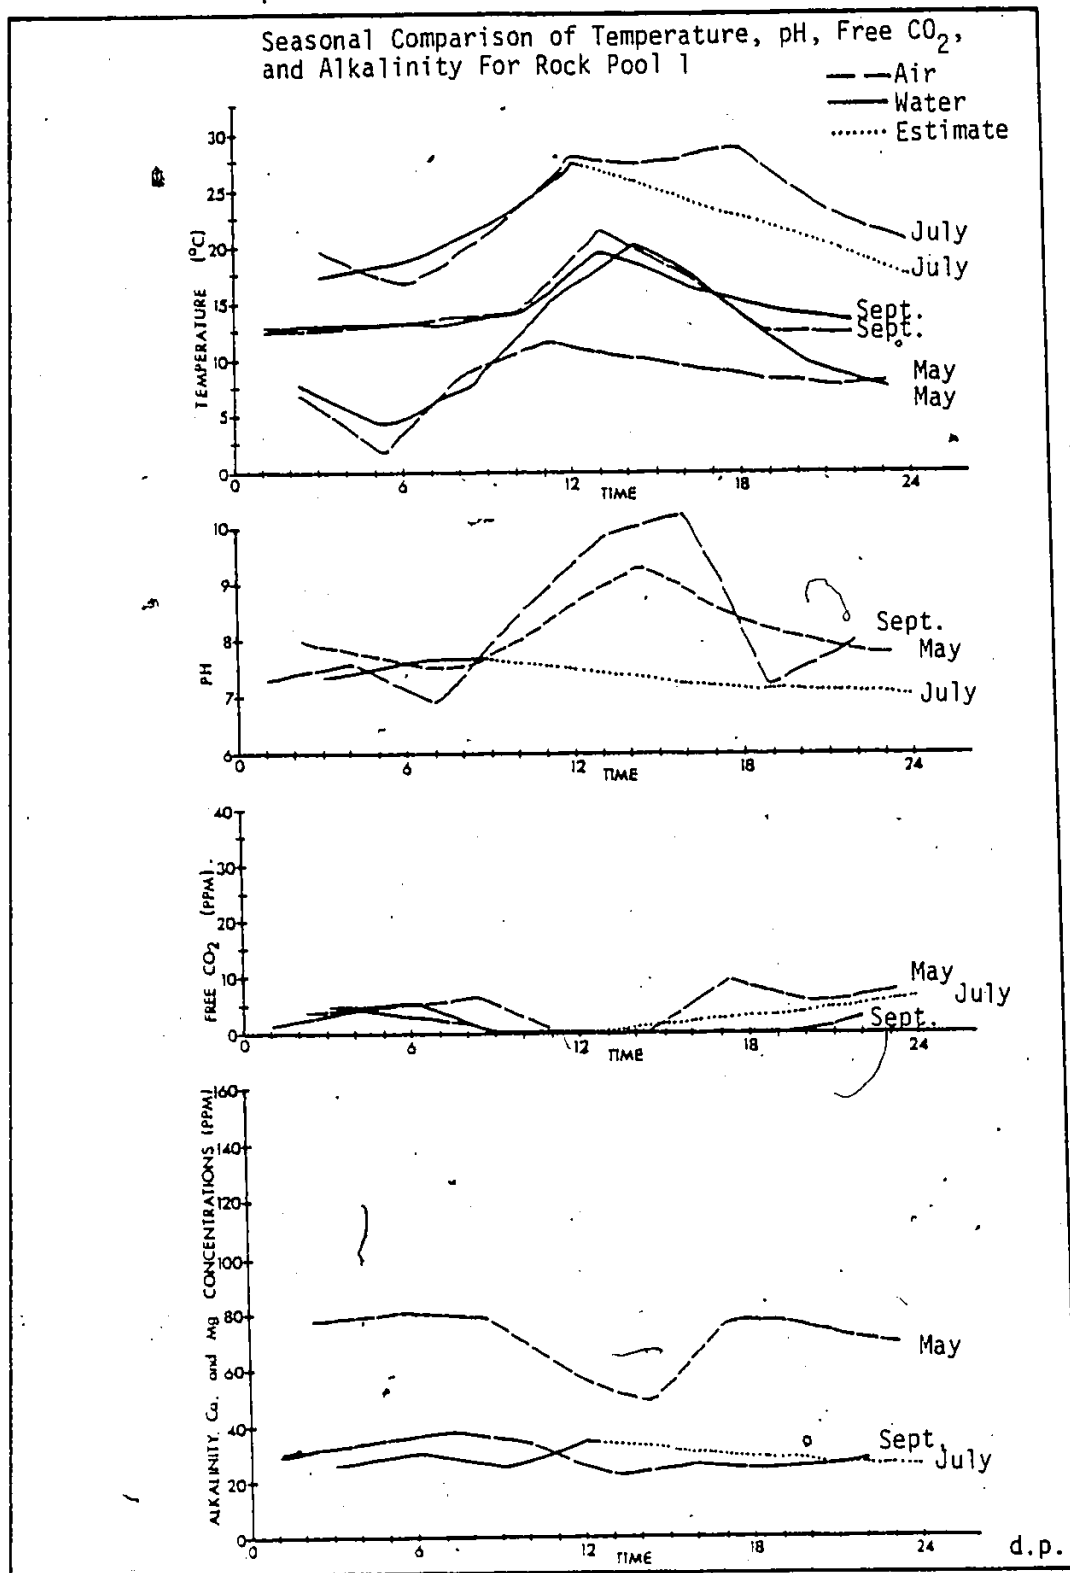 Seasonal Comparison of Temperature, pH, Free CO2,
and Alkalinity For Rock Pool 1
Air
Water
Estimate
TEMPERATURE (°C)
30
25
20
15
10
5
0
0 6 12 18 24
TIME
July
July
Sept.
Sept.
May
May
PH
10
9
8
7
6
0 6 12 18 24
TIME
Sept.
May
July
FREE CO2 (PPM).
40
30
20
10
0
0 6 12 18 24
TIME
May
July
Sept.
ALKALINITY, Ca. and Mg CONCENTRATIONS (PPM)
160
140
120
100
80
60
40
20
0
0 6 12 18 24
TIME
May
Sept.
July
d.p.